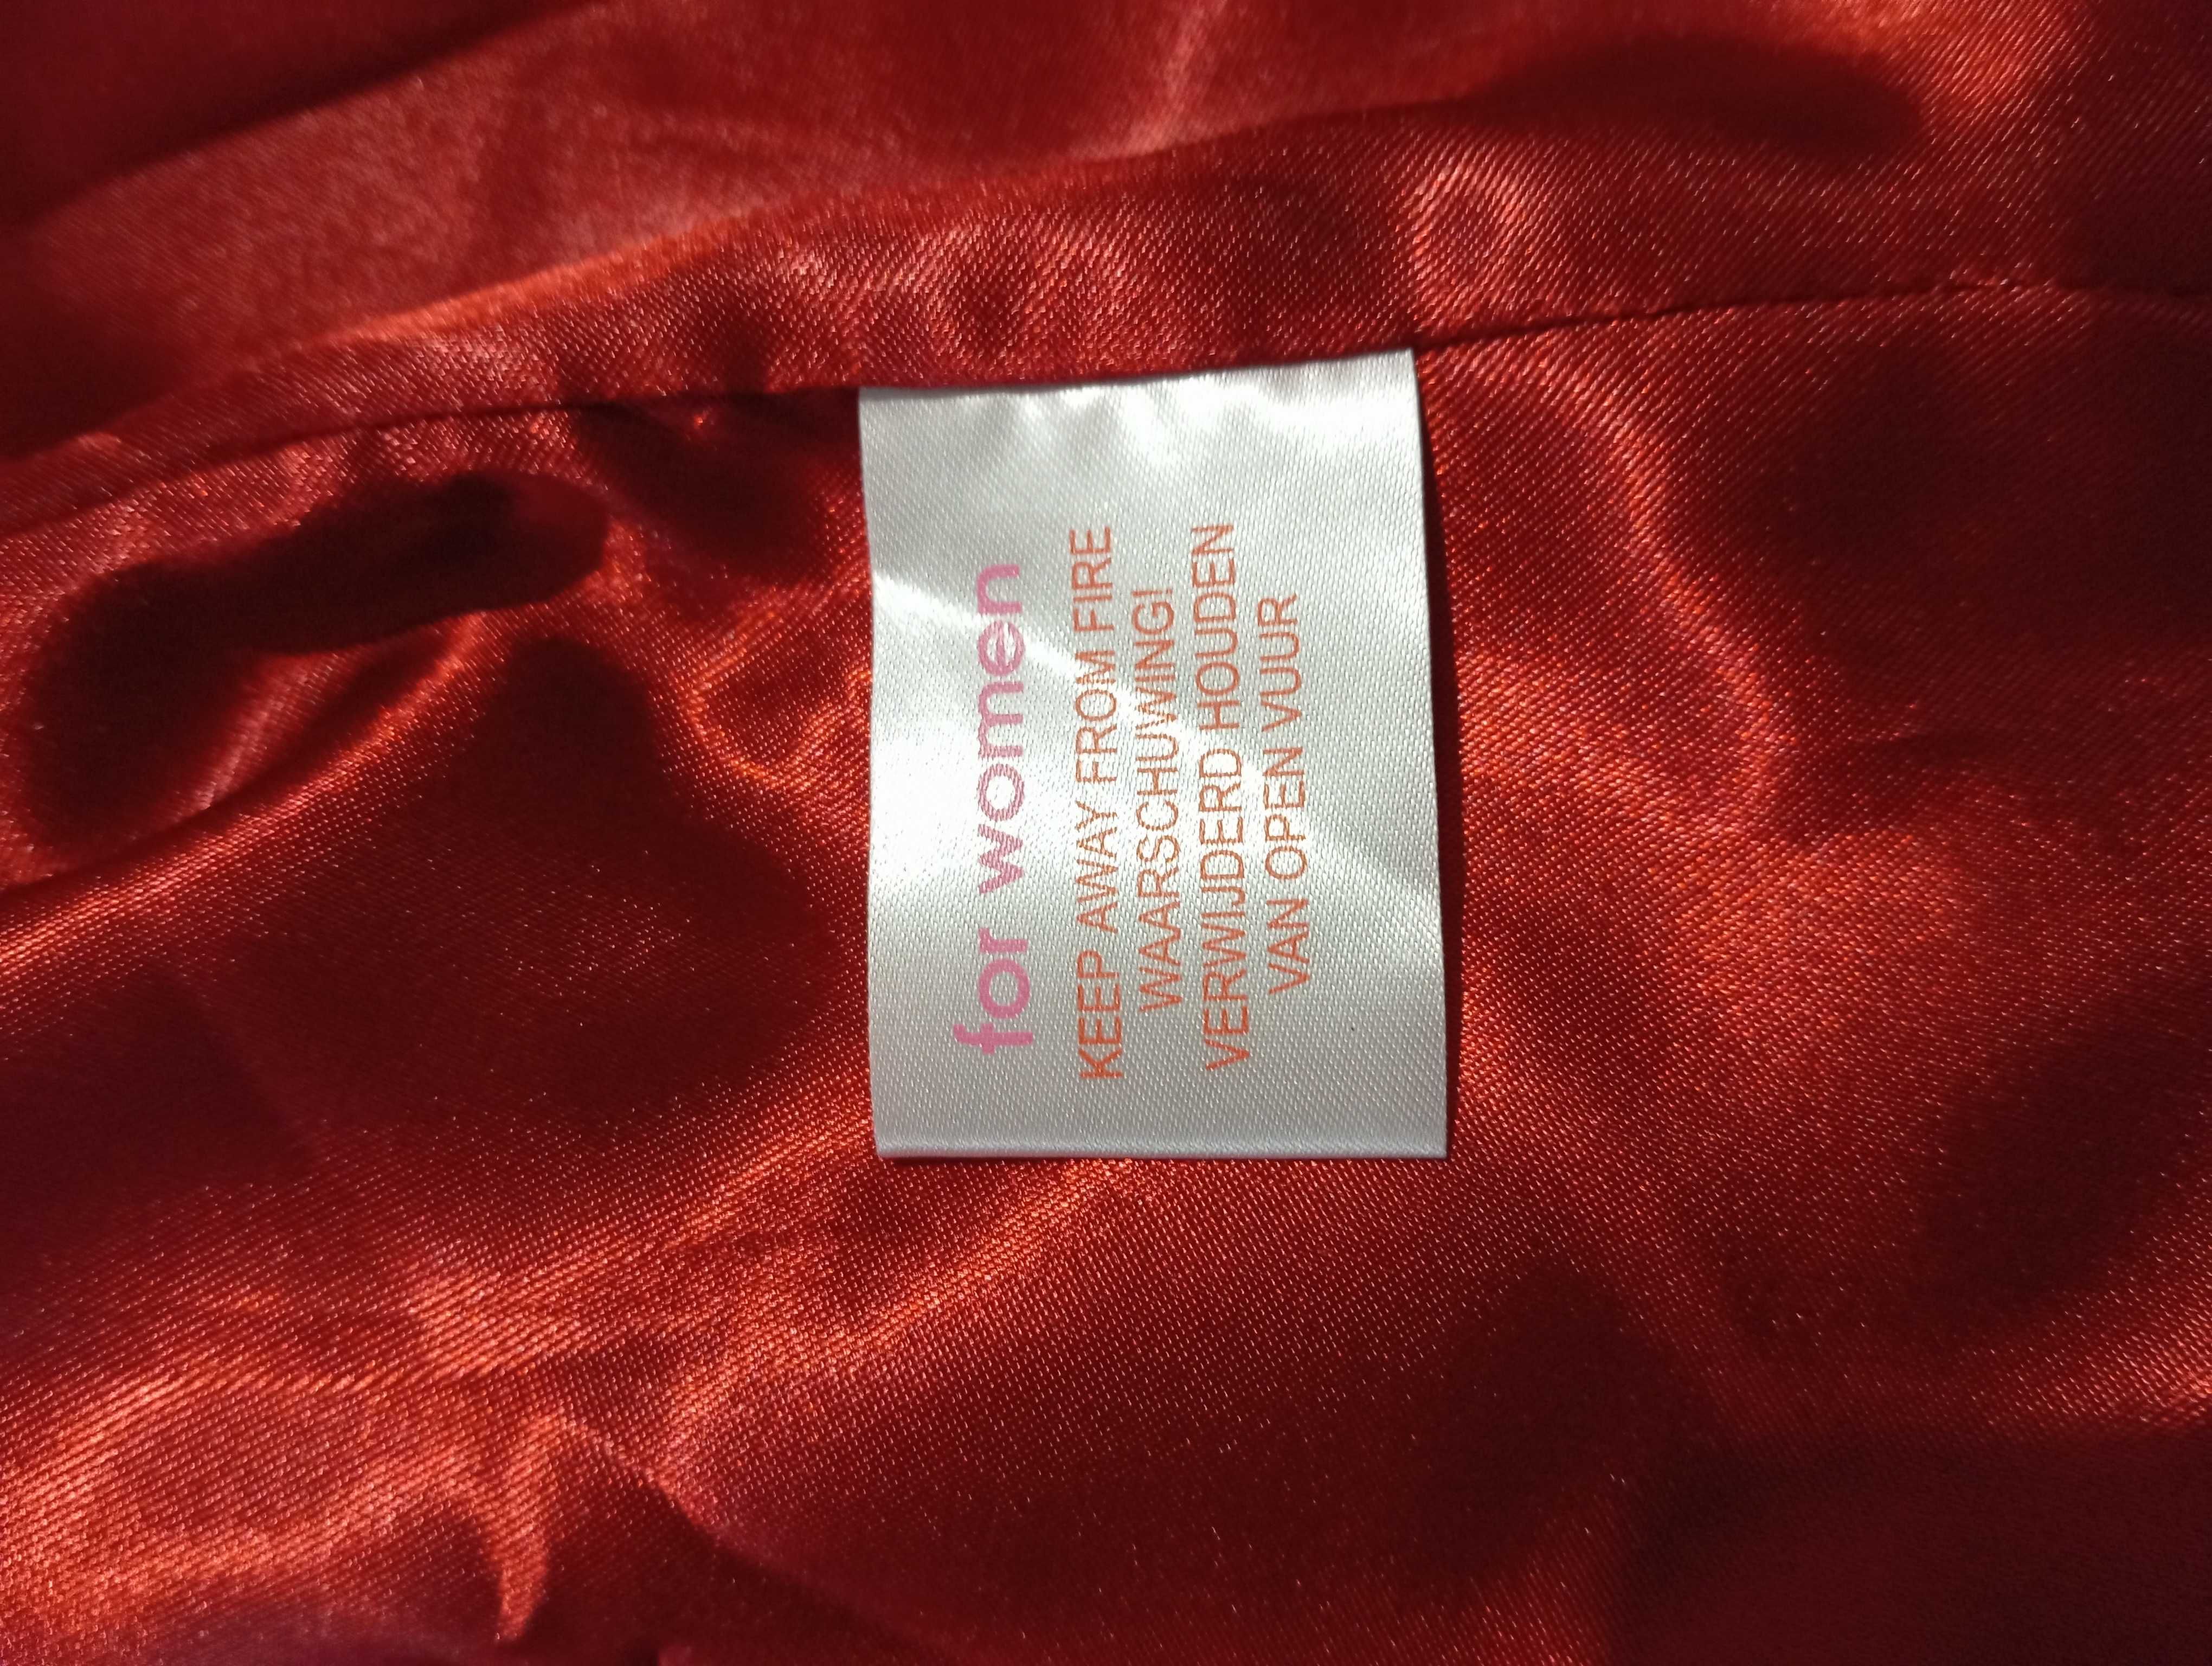 for women
KEEP AWAY FROM FIRE
WAARSCHUWING!
VERWIJDERD HOUDEN
VAN OPEN VUUR